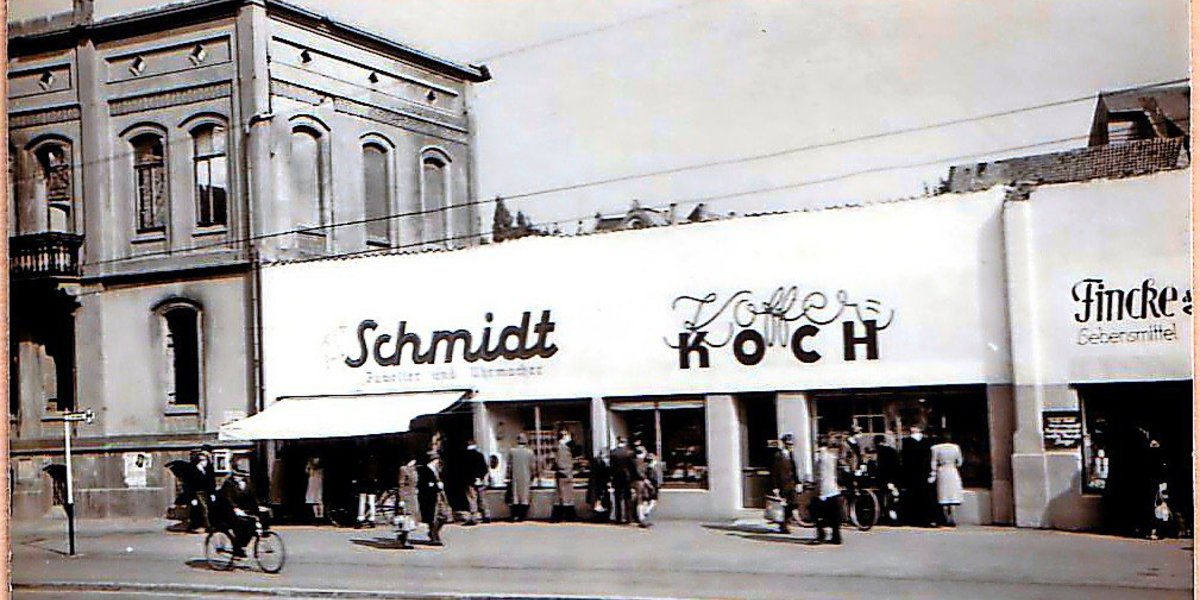 Schmidt
Juwelier und Uhrmacher
Koffer
KOCH
Fincke &
Lebensmittel